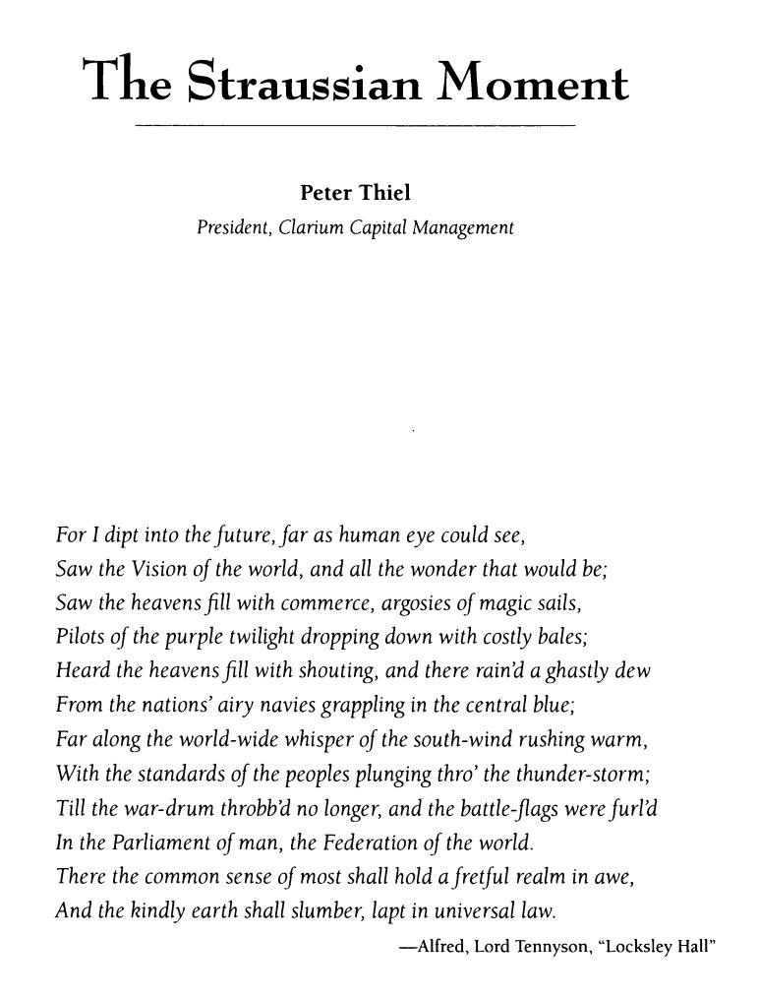 The Straussian Moment
Peter Thiel
President, Clarium Capital Management
For I dipt into the future, far as human eye could see,
Saw the Vision of the world, and all the wonder that would be;
Saw the heavens fill with commerce, argosies of magic sails,
Pilots of the purple twilight dropping down with costly bales;
Heard the heavens fill with shouting, and there rain’d a ghastly dew
From the nations’ airy navies grappling in the central blue;
Far along the world-wide whisper of the south-wind rushing warm,
With the standards of the peoples plunging thro’ the thunder-storm;
Till the war-drum throbb’d no longer, and the battle-flags were furl’d
In the Parliament of man, the Federation of the world.
There the common sense of most shall hold a fretful realm in awe,
And the kindly earth shall slumber, lapt in universal law.
—Alfred, Lord Tennyson, “Locksley Hall”